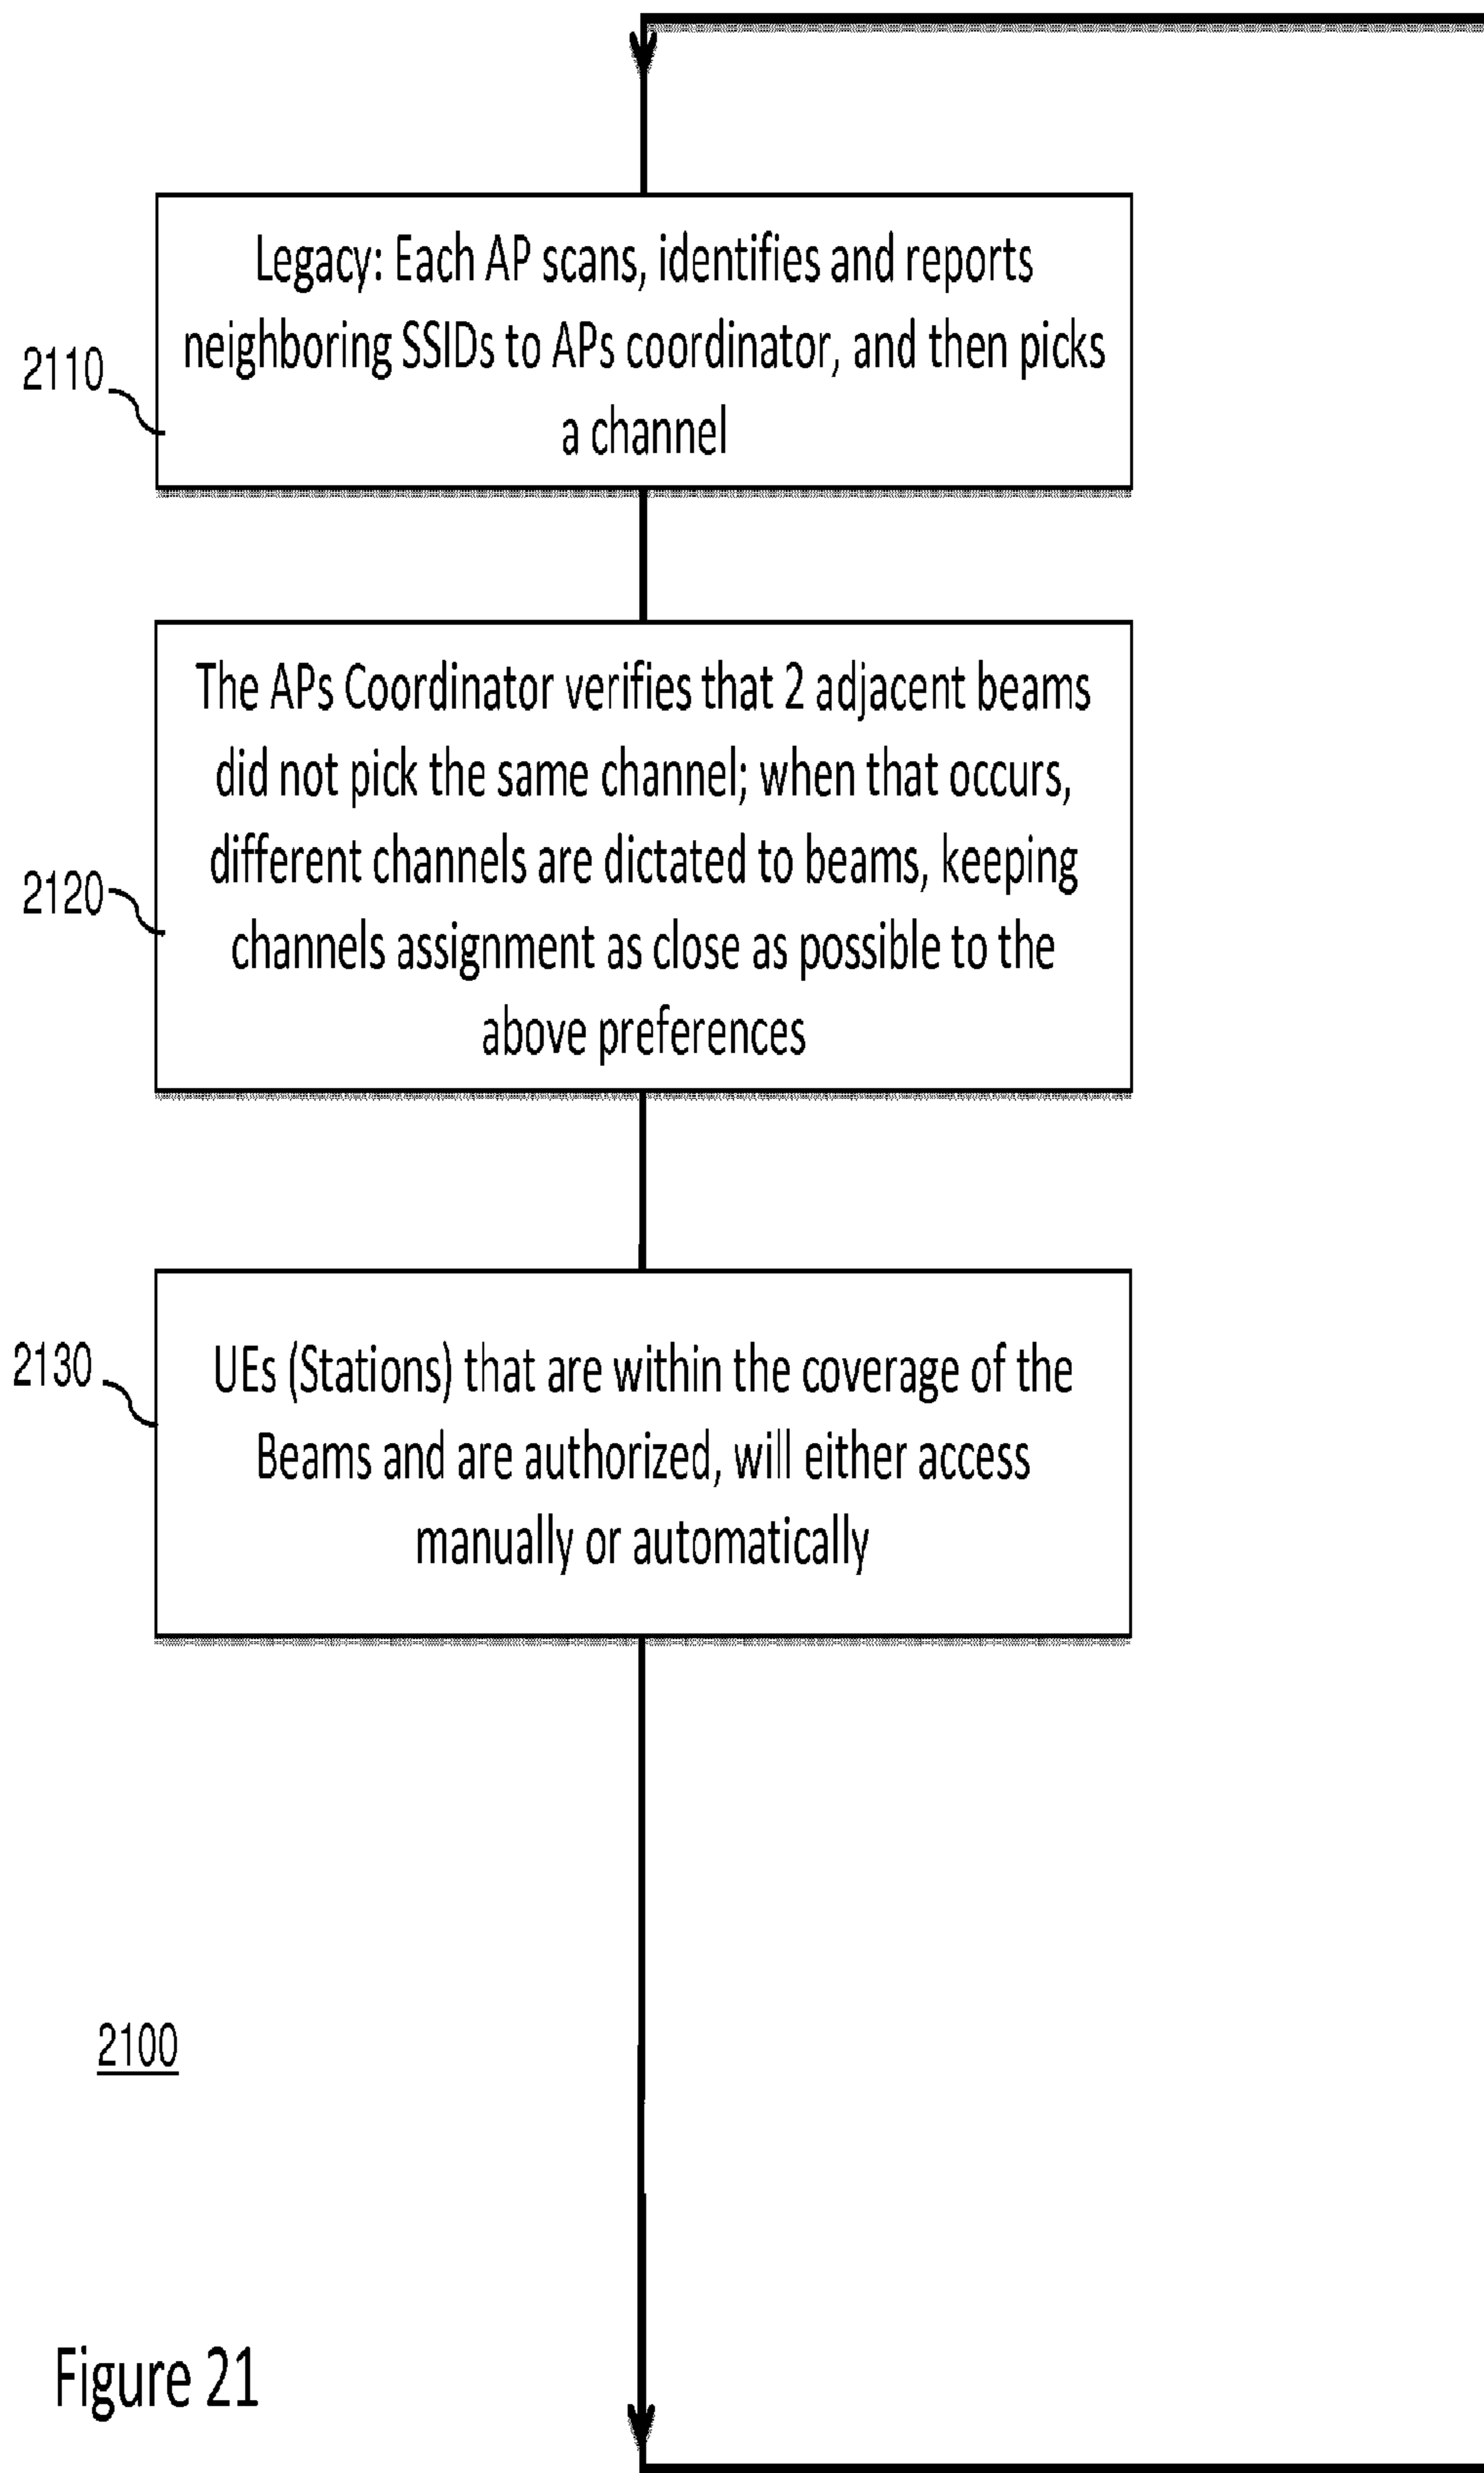 Legacy: Each AP scans, identifies and reports
neighboring SSIDs to APs coordinator, and then picks
a channel
2110
The APs Coordinator verifies that 2 adjacent beams
did not pick the same channel; when that occurs,
different channels are dictated to beams, keeping
channels assignment as close as possible to the
above preferences
2120
UEs (Stations) that are within the coverage of the
Beams and are authorized, will either access
manually or automatically
2130
2100
Figure 21